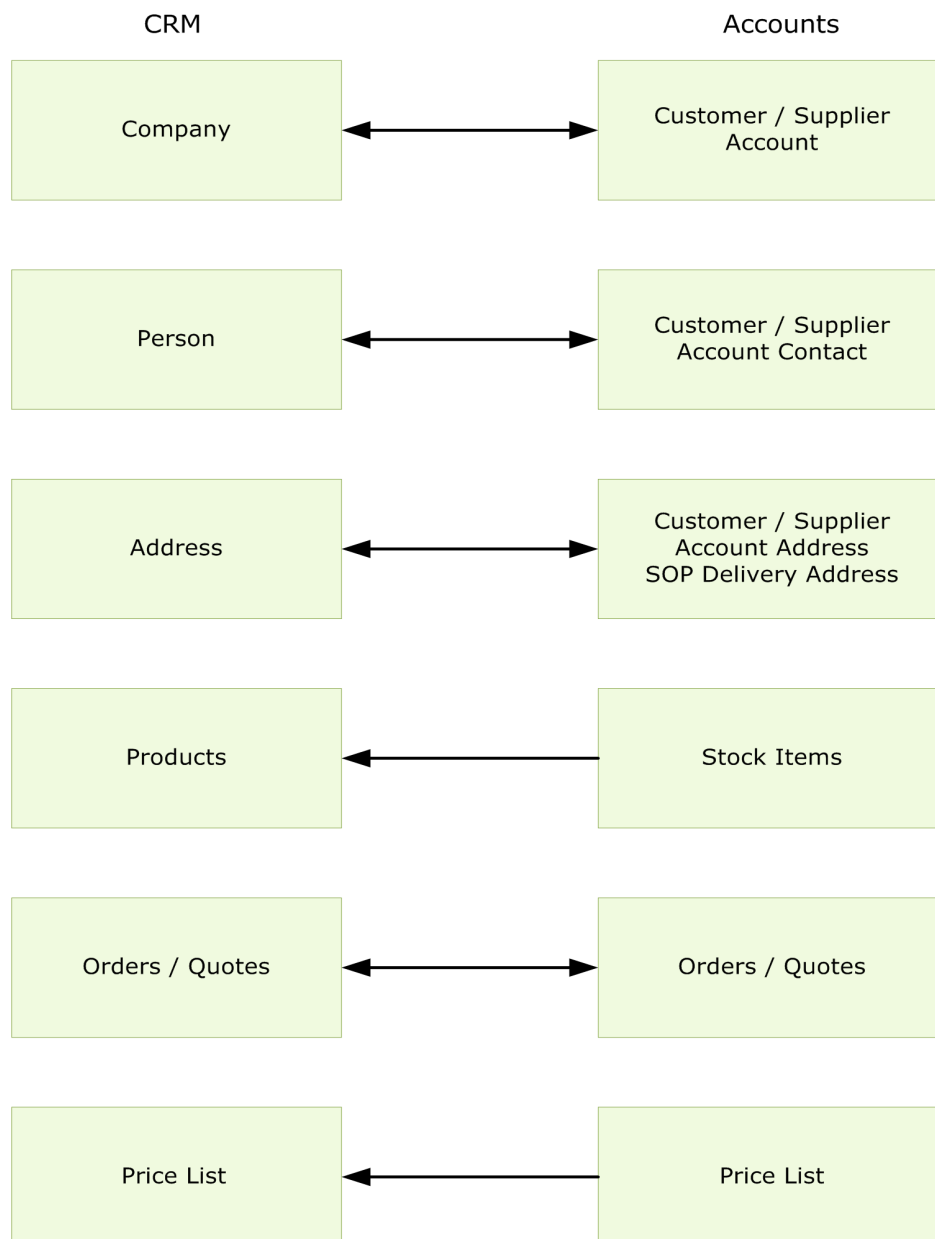 CRM
Accounts
Company
Customer / Supplier
Account
Person
Customer / Supplier
Account Contact
Address
Customer / Supplier
Account Address
SOP Delivery Address
Products
Stock Items
Orders / Quotes
Orders / Quotes
Price List
Price List